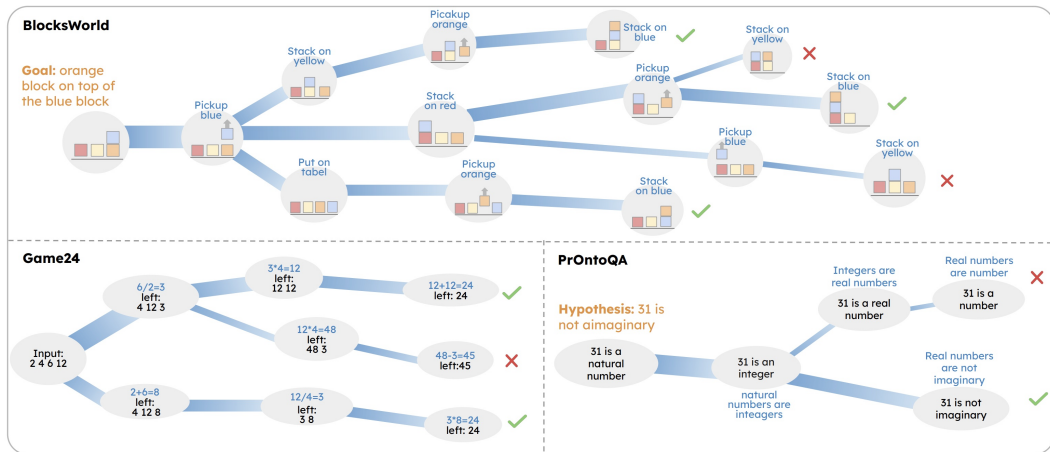 BlocksWorld
Goal: orange
block on top of
the blue block
Pickup
blue
Stack on
yellow
Picakup
orange
Stack on
blue
Stack
on red
Pickup
orange
Stack on
yellow
Stack on
blue
Pickup
blue
Stack on
yellow
Put on
tabel
Pickup
orange
Stack
on blue
Game24
Input:
2 4 6 12
6/2=3
left:
4 12 3
3*4=12
left:
12 12
12+12=24
left: 24
12*4=48
left:
48 3
48-3=45
left:45
2+6=8
left:
4 12 8
12/4=3
left:
3 8
3*8=24
left: 24
PrOntoQA
Hypothesis: 31 is
not aimaginary
31 is a
natural
number
31 is an
integer
natural
numbers are
inteagers
Integers are
real numbers
31 is a real
number
Real numbers
are number
31 is a
number
Real numbers
are not
imaginary
31 is not
imaginary